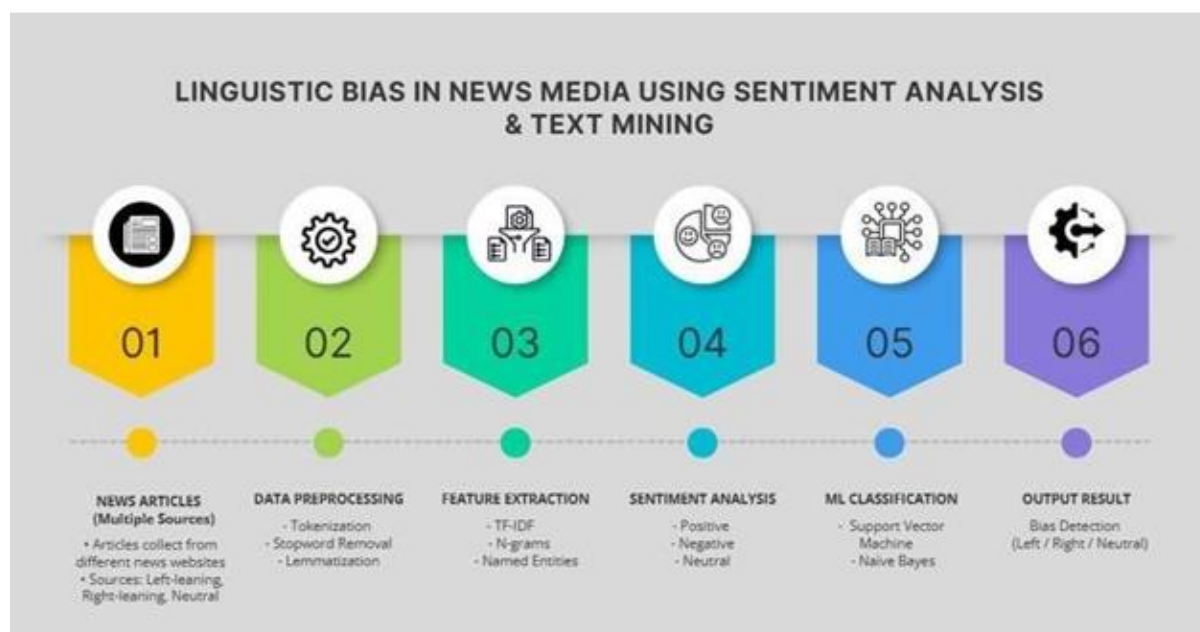 LINGUISTIC BIAS IN NEWS MEDIA USING SENTIMENT ANALYSIS
& TEXT MINING
01
02
03
04
05
06
NEWS ARTICLES
(Multiple Sources)
• Articles collect from
different news websites
• Sources: Left-leaning,
Right-leaning, Neutral
DATA PREPROCESSING
- Tokenization
- Stopword Removal
- Lemmatization
FEATURE EXTRACTION
- TF-IDF
- N-grams
- Named Entities
SENTIMENT ANALYSIS
- Positive
- Negative
- Neutral
ML CLASSIFICATION
- Support Vector
Machine
- Naive Bayes
OUTPUT RESULT
Bias Detection
(Left / Right / Neutral)